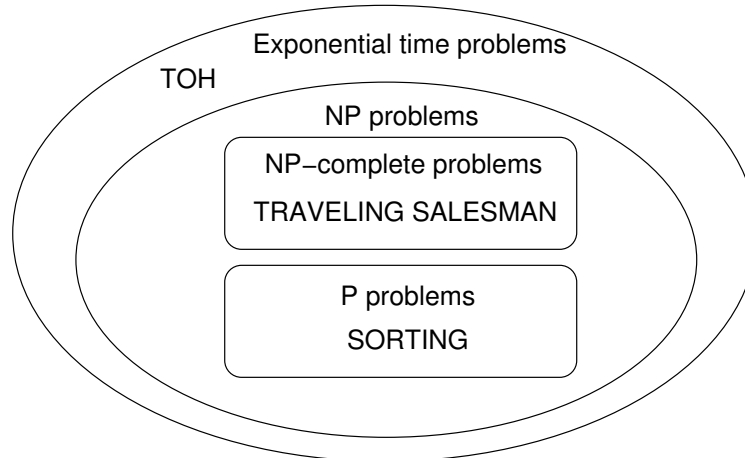 Exponential time problems
TOH
NP problems
NP−complete problems
TRAVELING SALESMAN
P problems
SORTING